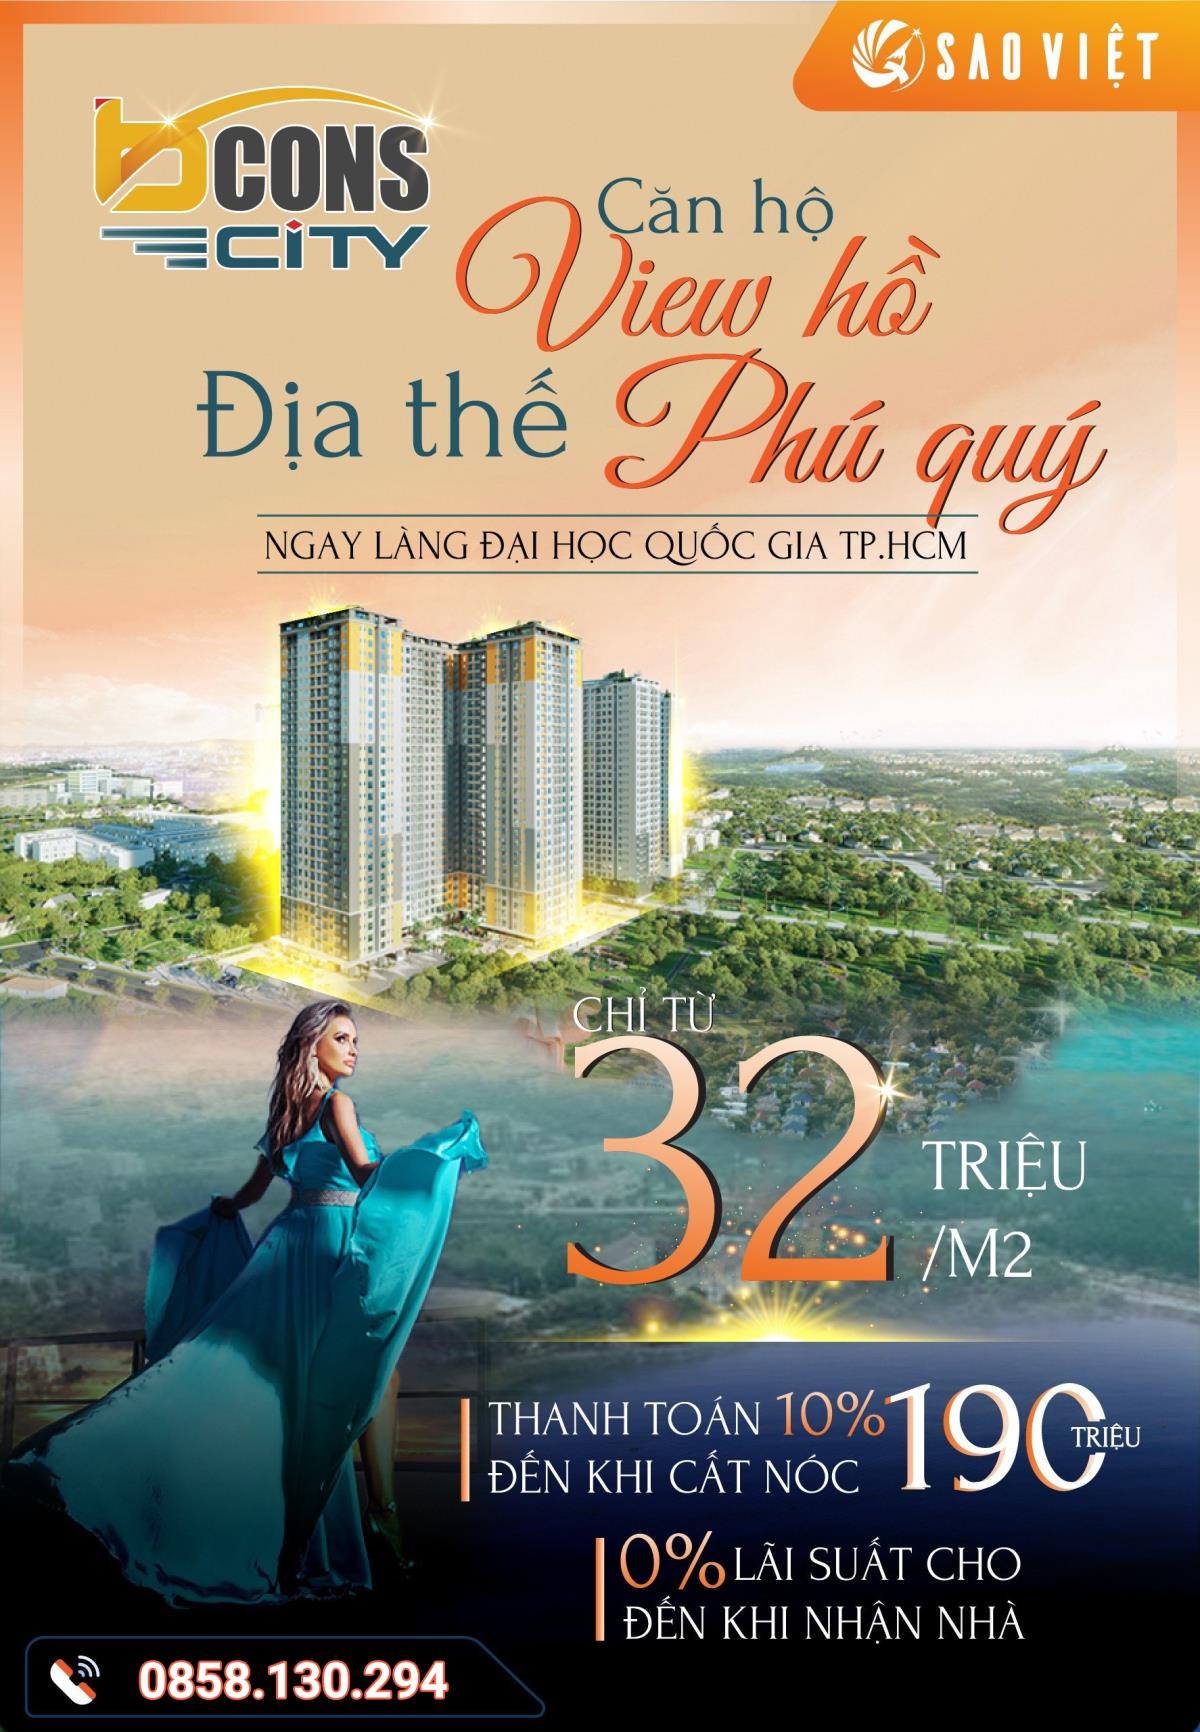 SAO VIỆT
bCONS
CiTY
Căn hộ
View hồ
Địa thế Phú quý
NGAY LÀNG ĐẠI HỌC QUỐC GIA TP.HCM
CHỈ TỪ
32 TRIỆU
/M2
THANH TOÁN 10% 190 TRIỆU
ĐẾN KHI CẤT NÓC
0% LÃI SUẤT CHO
ĐẾN KHI NHẬN NHÀ
0858.130.294